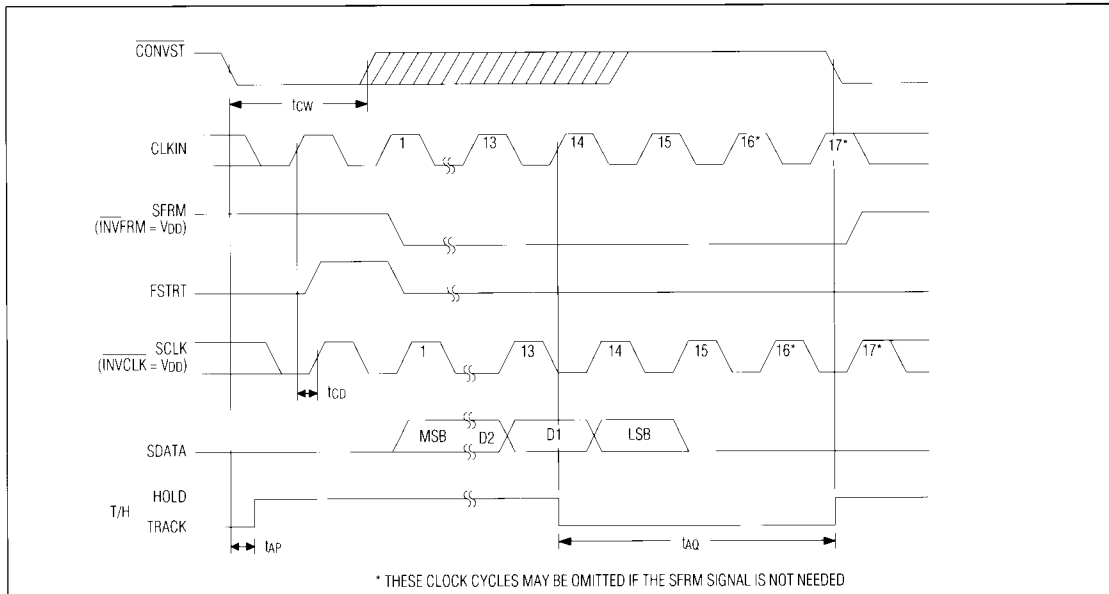 CONVST
tCW
CLKIN
1
13
14
15
16*
17*
SFRM
(INVFRM = VDD)
FSTRT
SCLK
(INVCLK = VDD)
1
13
14
15
16*
17*
tCD
SDATA
MSB
D2
D1
LSB
T/H
HOLD
TRACK
tAP
tAQ
* THESE CLOCK CYCLES MAY BE OMITTED IF THE SFRM SIGNAL IS NOT NEEDED